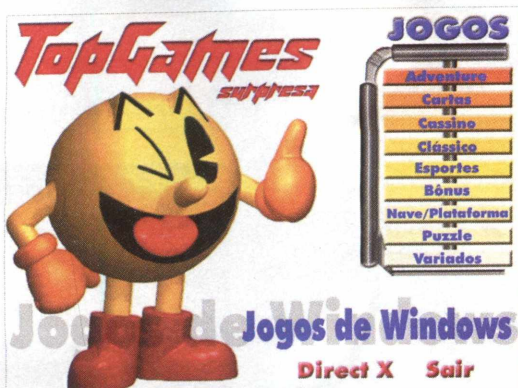 TopGames
surpresa
JOGOS
Adventure
Cartas
Cassino
Clássico
Esportes
Bônus
Nave/Plataforma
Puzzle
Variados
Jogos de Windows
Jogos de Windows
Direct X Sair